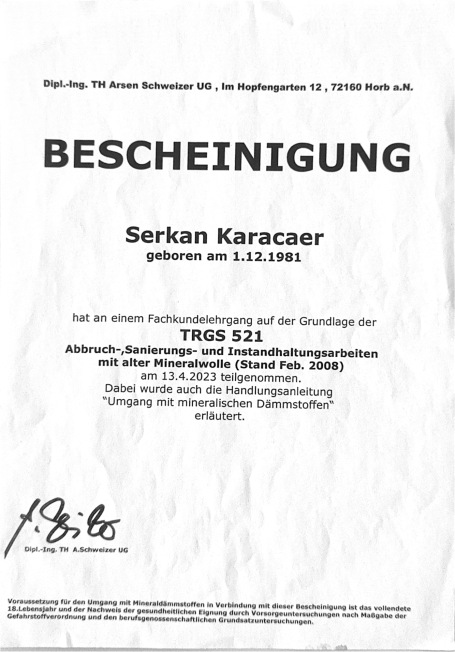 Dipl.-Ing. TH Arsen Schweizer UG , Im Hopfengarten 12 , 72160 Horb a.N.
BESCHEINIGUNG
Serkan Karacaer
geboren am 1.12.1981
hat an einem Fachkundelehrgang auf der Grundlage der
TRGS 521
Abbruch-,Sanierungs- und Instandhaltungsarbeiten
mit alter Mineralwolle (Stand Feb. 2008)
am 13.4.2023 teilgenommen.
Dabei wurde auch die Handlungsanleitung
"Umgang mit mineralischen Dämmstoffen"
erläutert.
Dipl.-Ing. TH A.Schweizer UG
Voraussetzung für den Umgang mit Mineraldämmstoffen in Verbindung mit dieser Bescheinigung ist das vollendete
18.Lebensjahr und der Nachweis der gesundheitlichen Eignung durch Vorsorgeuntersuchungen nach Maßgabe der
Gefahrstoffverordnung und den berufsgenossenschaftlichen Grundsatzuntersuchungen.